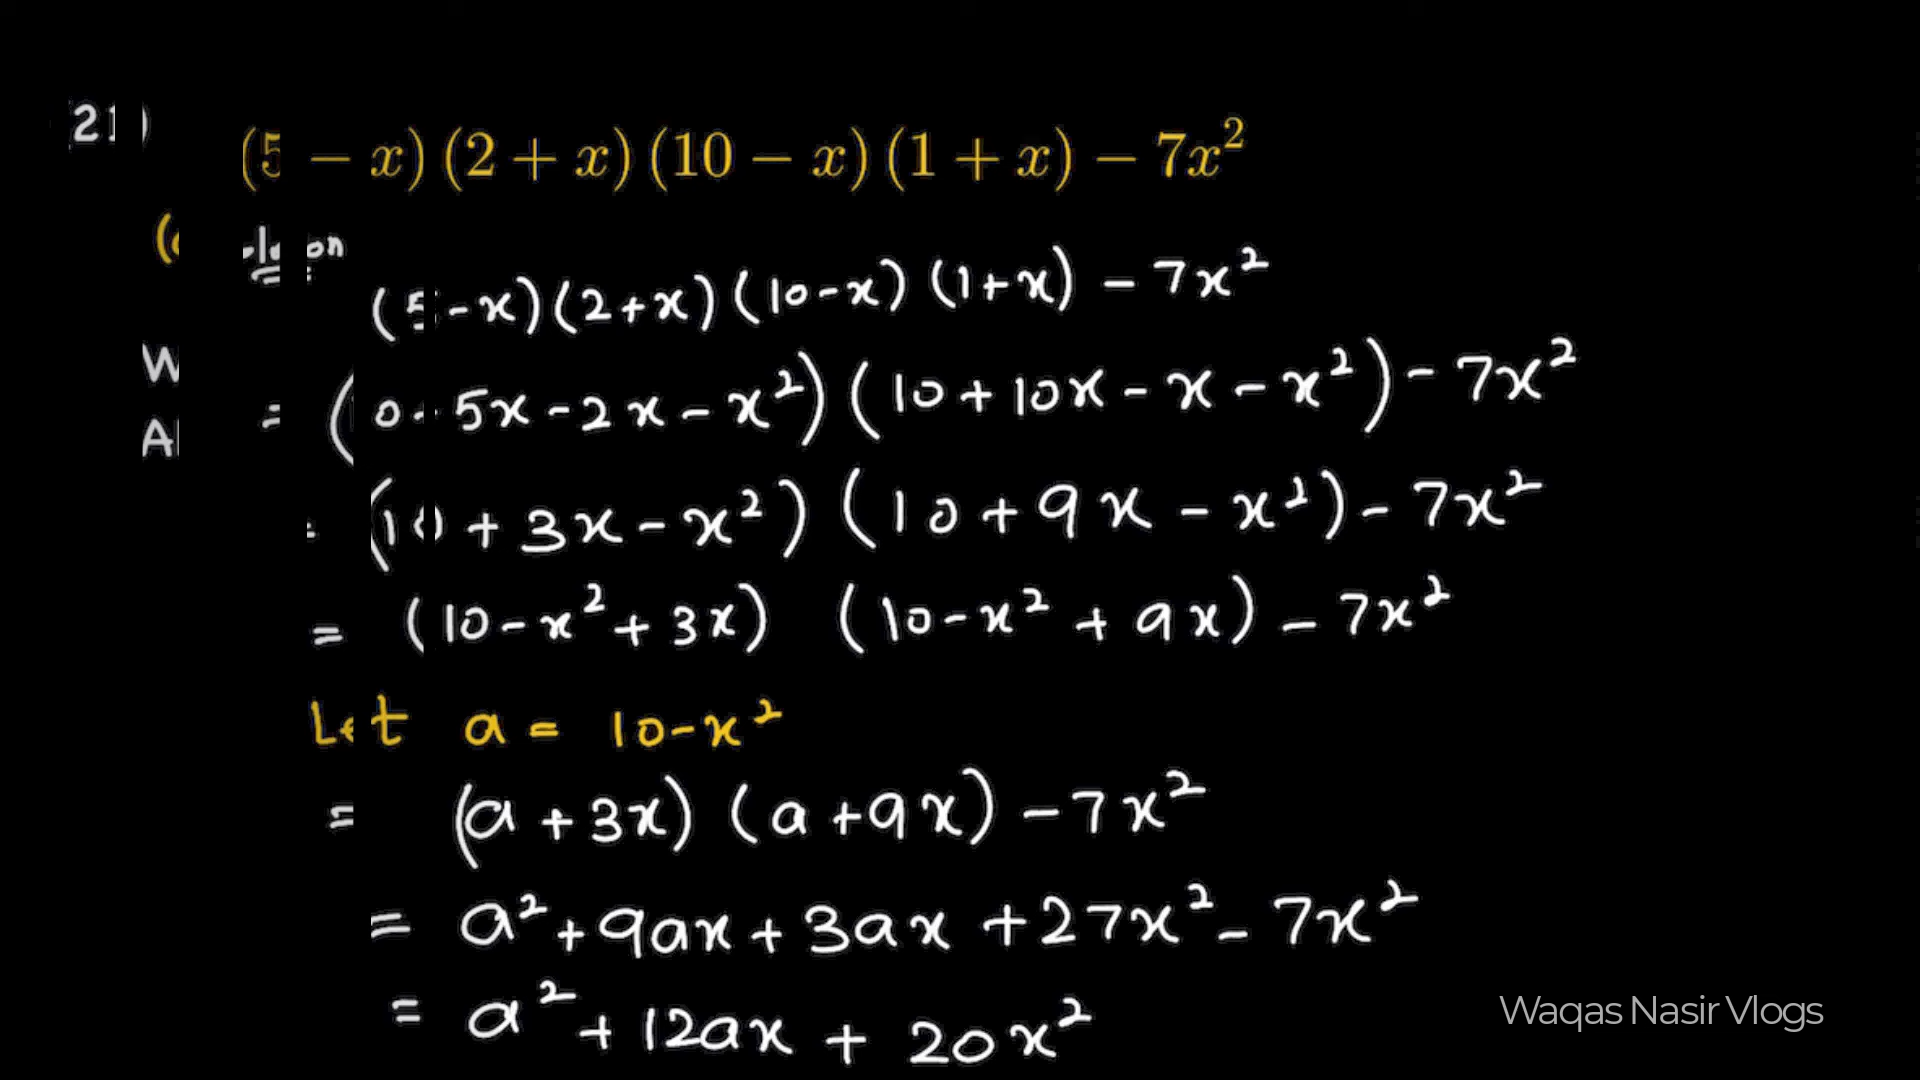 21)
(5 − x) (2 + x) (10 − x) (1 + x) − 7x²
(5-x)(2+x)(10-x)(1+x) - 7x²
= (0 - 5x - 2x - x²)(10 + 10x - x - x²) - 7x²
= (10 + 3x - x²)(10 + 9x - x²) - 7x²
= (10-x² + 3x) (10-x² + 9x) - 7x²
Let a = 10-x²
= (a + 3x)(a + 9x) - 7x²
= a² + 9ax + 3ax + 27x² - 7x²
= a² + 12ax + 20x²
Waqas Nasir Vlogs